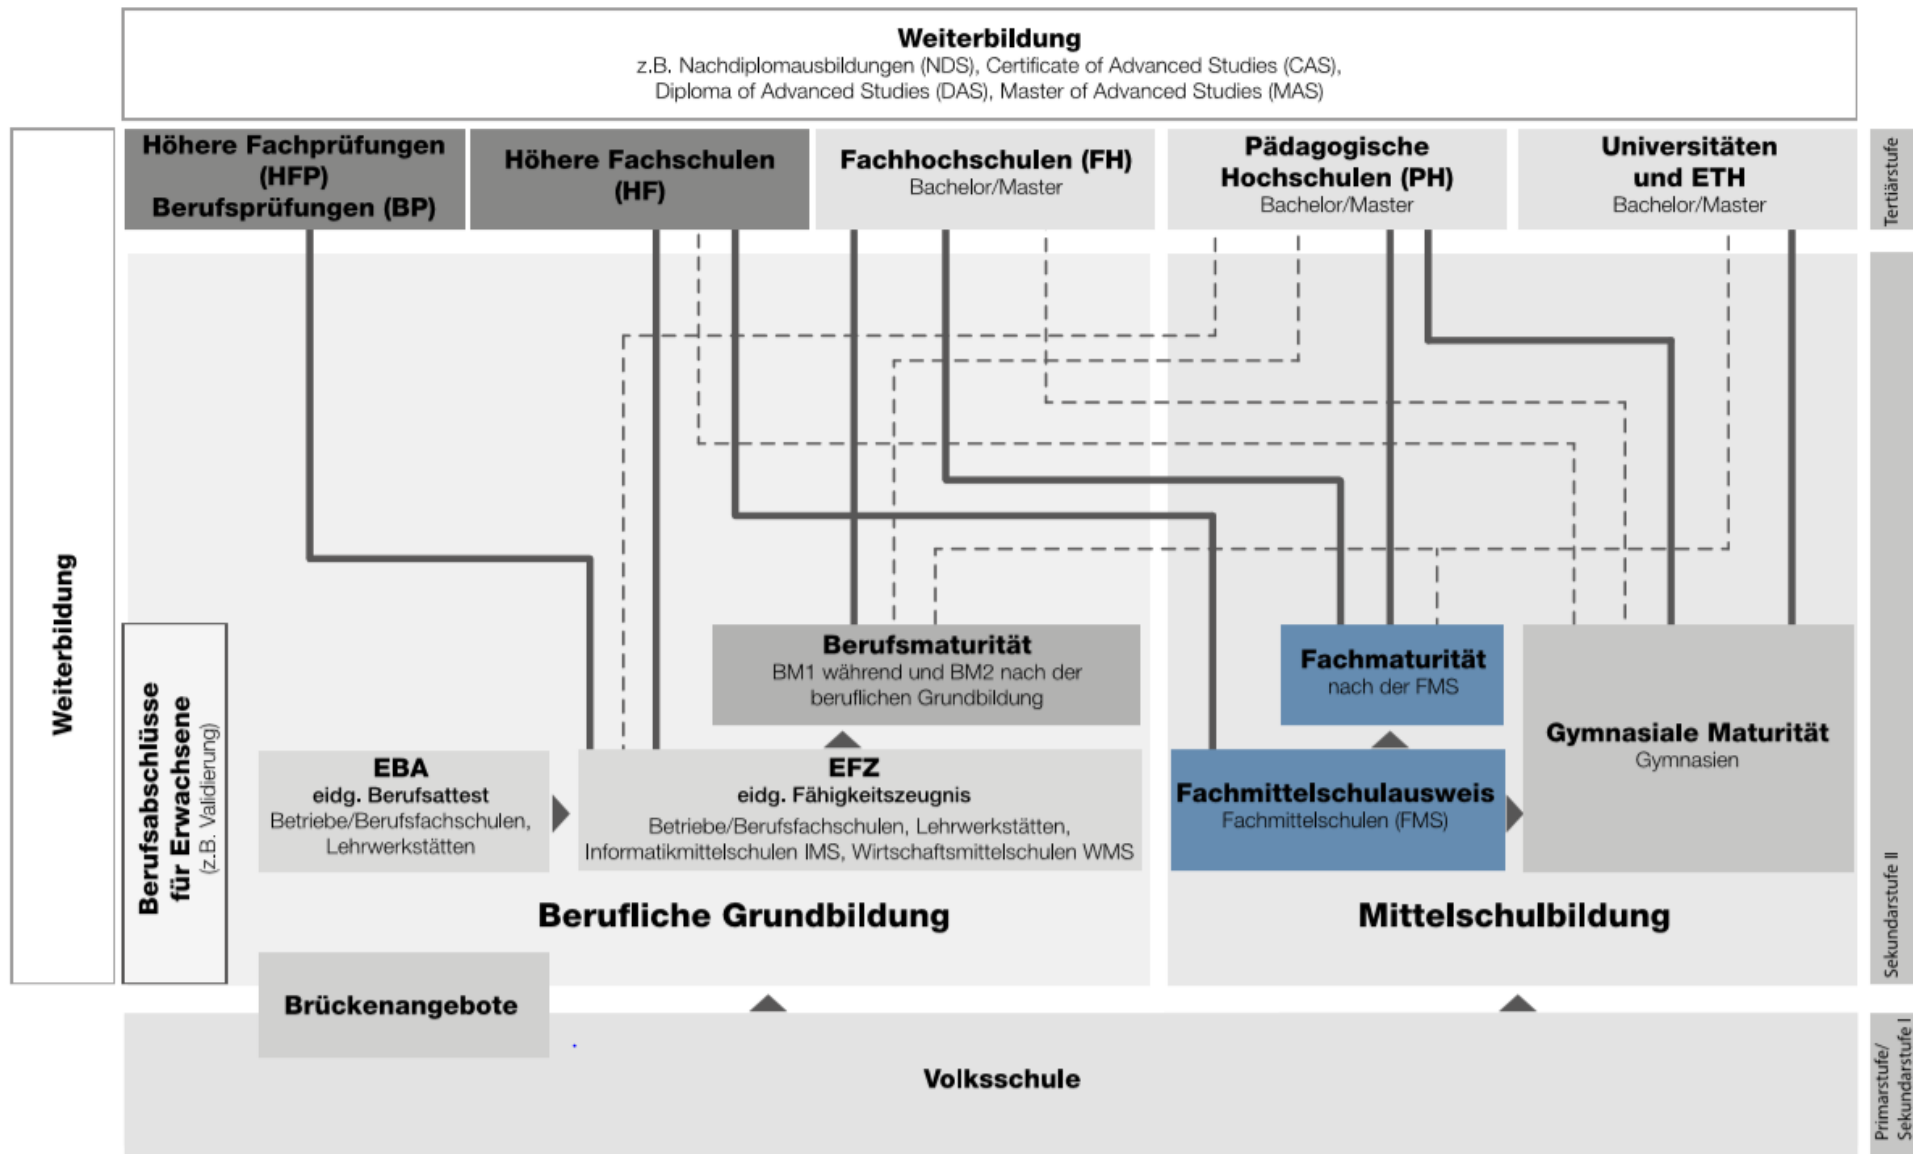 Weiterbildung
z.B. Nachdiplomausbildungen (NDS), Certificate of Advanced Studies (CAS),
Diploma of Advanced Studies (DAS), Master of Advanced Studies (MAS)
Höhere Fachprüfungen
(HFP)
Berufsprüfungen (BP)
Höhere Fachschulen
(HF)
Fachhochschulen (FH)
Bachelor/Master
Pädagogische
Hochschulen (PH)
Bachelor/Master
Universitäten
und ETH
Bachelor/Master
Tertiärstufe
Weiterbildung
Berufsabschlüsse
für Erwachsene
(z.B. Validierung)
Berufsmaturität
BM1 während und BM2 nach der
beruflichen Grundbildung
Fachmaturität
nach der FMS
Gymnasiale Maturität
Gymnasien
EBA
eidg. Berufsattest
Betriebe/Berufsfachschulen,
Lehrwerkstätten
EFZ
eidg. Fähigkeitszeugnis
Betriebe/Berufsfachschulen, Lehrwerkstätten,
Informatikmittelschulen IMS, Wirtschaftsmittelschulen WMS
Fachmittelschulausweis
Fachmittelschulen (FMS)
Berufliche Grundbildung
Mittelschulbildung
Sekundarstufe II
Brückenangebote
Volksschule
Primarstufe/
Sekundarstufe I